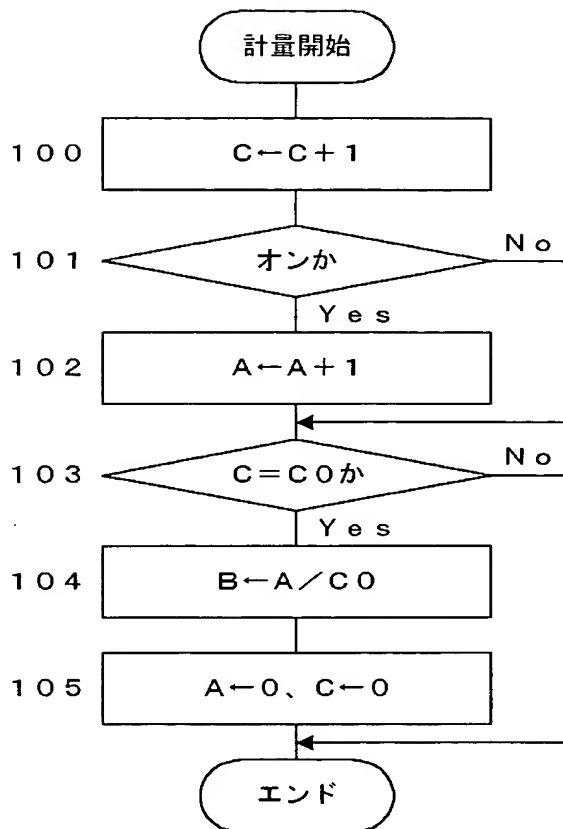 計量開始
100 C←C+1
101 オンか No
Yes
102 A←A+1
103 C=C0か No
Yes
104 B←A/C0
105 A←0、C←0
エンド